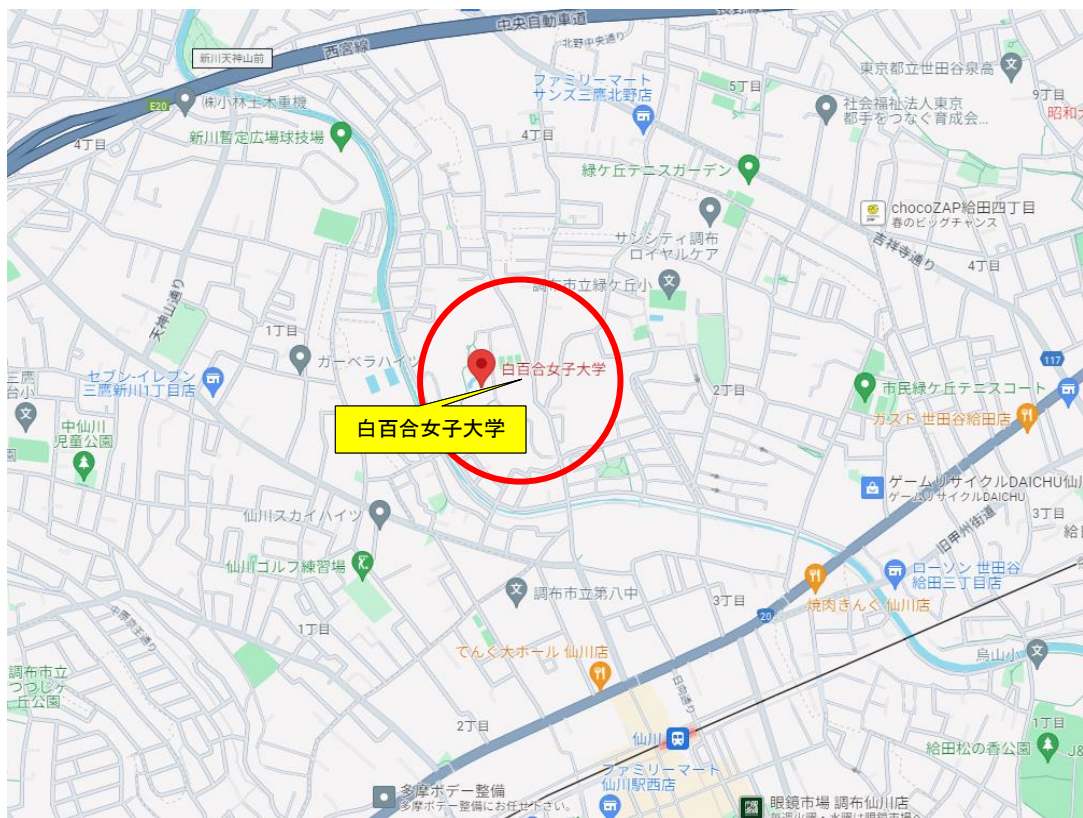 中央自動車道
西宮線
新川天神山前
北野中央通り
ファミリーマート
サンズ三鷹北野店
5丁目
東京都立世田谷泉高
9丁目
E20
㈱小林土木重機
社会福祉法人東京
都手をつなぐ育成会...
昭和
4丁目
新川暫定広場球技場
4丁目
緑ケ丘テニスガーデン
chocoZAP給田四丁目
春のビッグチャンス
サンシティ調布
ロイヤルケア
吉祥寺通り
4丁目
調布市立緑ケ丘小
天神山通り
1丁目
ガーベラハイツ
白百合女子大学
117
三鷹
台小
セブン-イレブン
三鷹新川1丁目店
2丁目
市民緑ケ丘テニスコート
ガスト 世田谷給田店
白百合女子大学
中仙川
児童公園
園
ゲームリサイクルDAICHU仙川
ゲームリサイクルDAICHU
仙川スカイハイツ
3丁目
旧甲州街道
給田
仙川ゴルフ練習場
ローソン 世田谷
給田三丁目店
調布市立第八中
3丁目
焼肉きんぐ 仙川店
20
1丁目
てんぐ大ホール 仙川店
烏山小
調布市立
つつじケ
丘公園
2丁目
仙川
1丁目
給田松の香公園
J&
ファミリーマート
仙川駅西店
多摩ボデー整備
多摩ボデー整備にお任せ下さい。
眼鏡市場 調布仙川店